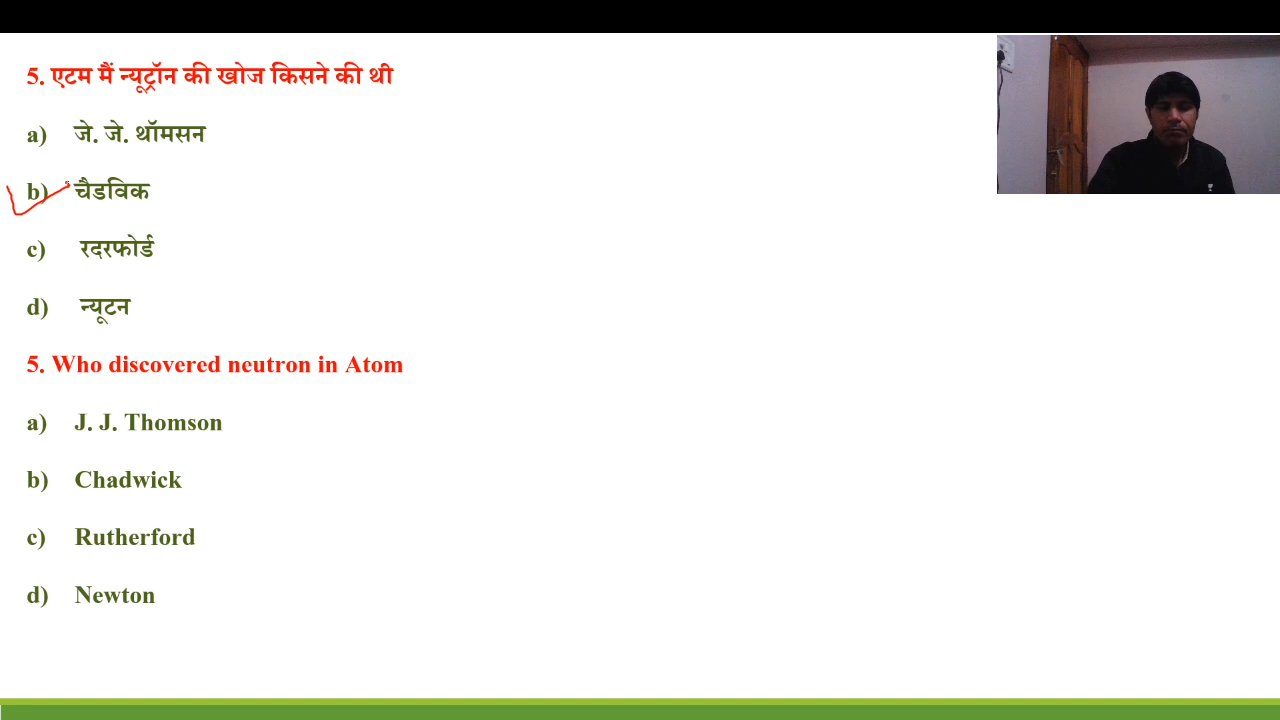 5. एटम मैं न्यूट्रॉन की खोज किसने की थी
a) जे. जे. थॉमसन
b) चैडविक
c) रदरफोर्ड
d) न्यूटन
5. Who discovered neutron in Atom
a) J. J. Thomson
b) Chadwick
c) Rutherford
d) Newton